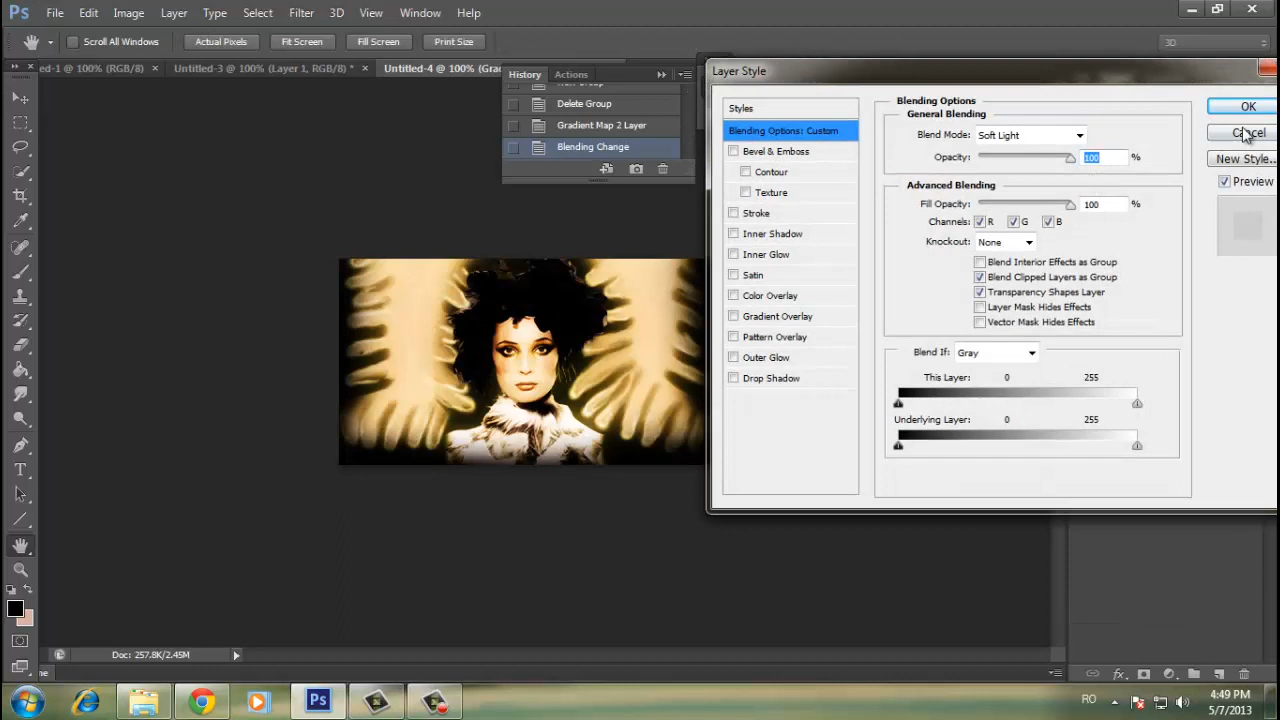 Ps File Edit Image Layer Type Select Filter 3D View Window Help
Scroll All Windows Actual Pixels Fit Screen Fill Screen Print Size 3D
ed-1 @ 100% (RGB/8) × Untitled-3 @ 100% (Layer 1, RGB/8) * × Untitled-4 @ 100% (Gra
History Actions
Delete Group
Gradient Map 2 Layer
Blending Change
Layer Style
Styles
Blending Options: Custom
Bevel & Emboss
Contour
Texture
Stroke
Inner Shadow
Inner Glow
Satin
Color Overlay
Gradient Overlay
Pattern Overlay
Outer Glow
Drop Shadow
Blending Options
General Blending
Blend Mode: Soft Light
Opacity: 100 %
Advanced Blending
Fill Opacity: 100 %
Channels: R G B
Knockout: None
Blend Interior Effects as Group
Blend Clipped Layers as Group
Transparency Shapes Layer
Layer Mask Hides Effects
Vector Mask Hides Effects
Blend If: Gray
This Layer: 0 255
Underlying Layer: 0 255
OK
Cancel
New Style...
Preview
Doc: 257.8K/2.45M
ne
fx
Ps
RO
4:49 PM
5/7/2013